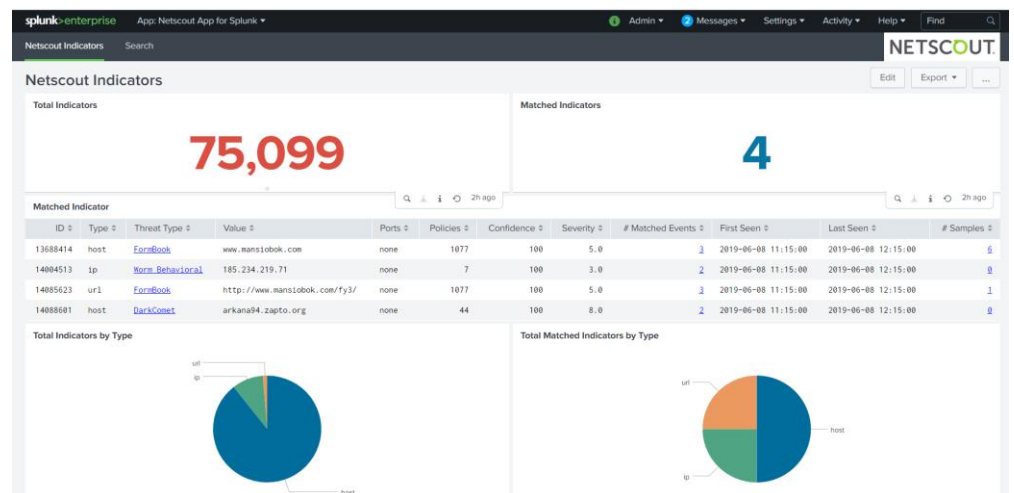 splunk>enterprise App: Netscout App for Splunk Admin 2 Messages Settings Activity Help Find
Netscout Indicators Search NETSCOUT.
Netscout Indicators Edit Export ...
Total Indicators Matched Indicators
75,099 4
2h ago 2h ago
Matched Indicator
ID Type Threat Type Value Ports Policies Confidence Severity # Matched Events First Seen Last Seen # Samples
13688414 host FormBook www.mansiobok.com none 1077 100 5.0 3 2019-06-08 11:15:00 2019-06-08 12:15:00 6
14004513 ip Worm Behavioral 185.234.219.71 none 7 100 3.0 2 2019-06-08 11:15:00 2019-06-08 12:15:00 0
14085623 url FormBook http://www.mansiobok.com/fy3/ none 1077 100 5.0 3 2019-06-08 11:15:00 2019-06-08 12:15:00 1
14088601 host DarkComet arkana94.zapto.org none 44 100 8.0 2 2019-06-08 11:15:00 2019-06-08 12:15:00 0
Total Indicators by Type Total Matched Indicators by Type
url
ip
host
url
host
ip